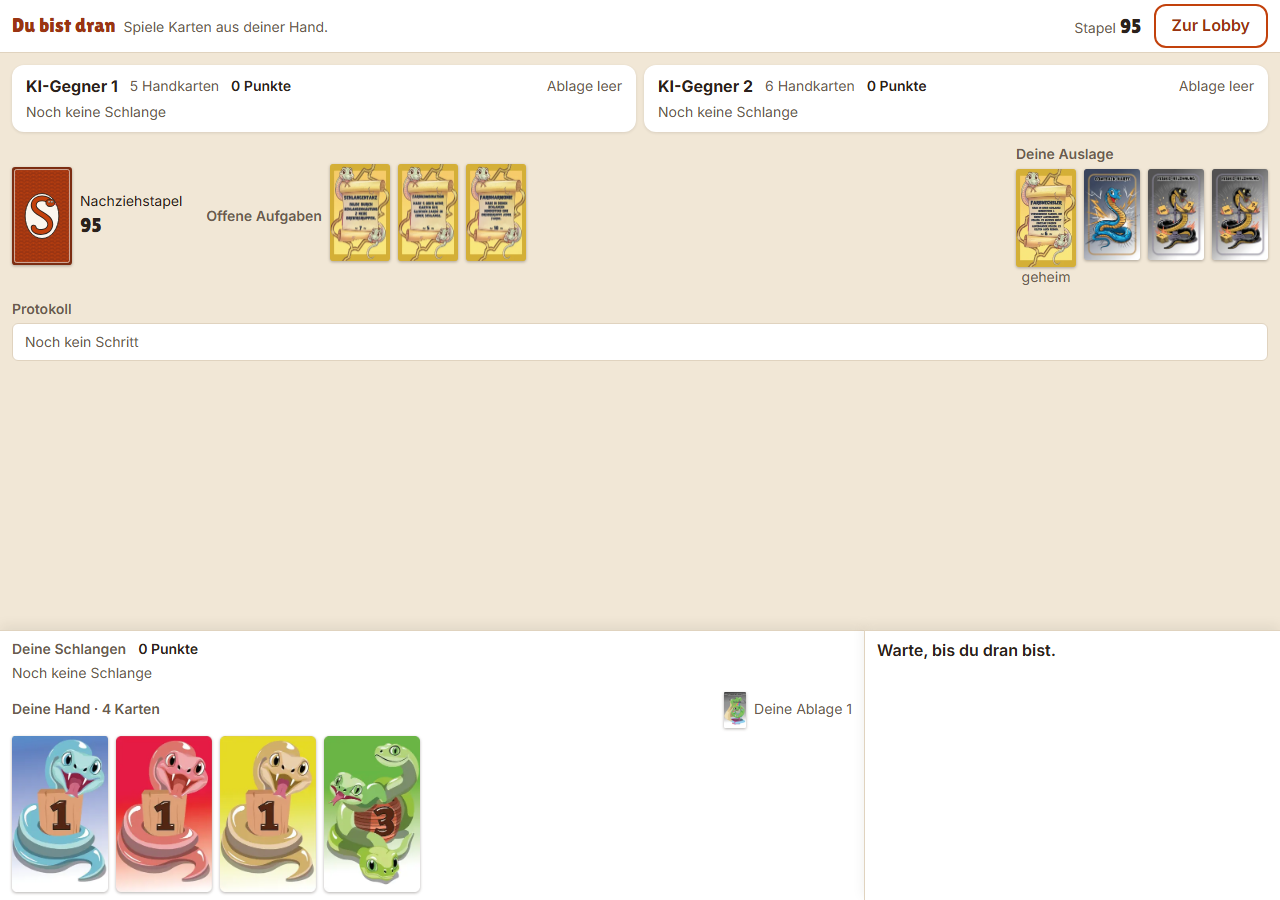 Du bist dran Spiele Karten aus deiner Hand.
Stapel 95
Zur Lobby
KI-Gegner 1 5 Handkarten 0 Punkte Ablage leer
Noch keine Schlange
KI-Gegner 2 6 Handkarten 0 Punkte Ablage leer
Noch keine Schlange
S
Nachziehstapel
95
Offene Aufgaben
SCHLANGENTANZ
Deine Auslage
FARBWECHSLER
geheim
Protokoll
Noch kein Schritt
Deine Schlangen 0 Punkte
Noch keine Schlange
Deine Hand · 4 Karten
Deine Ablage 1
1
1
1
3
Warte, bis du dran bist.